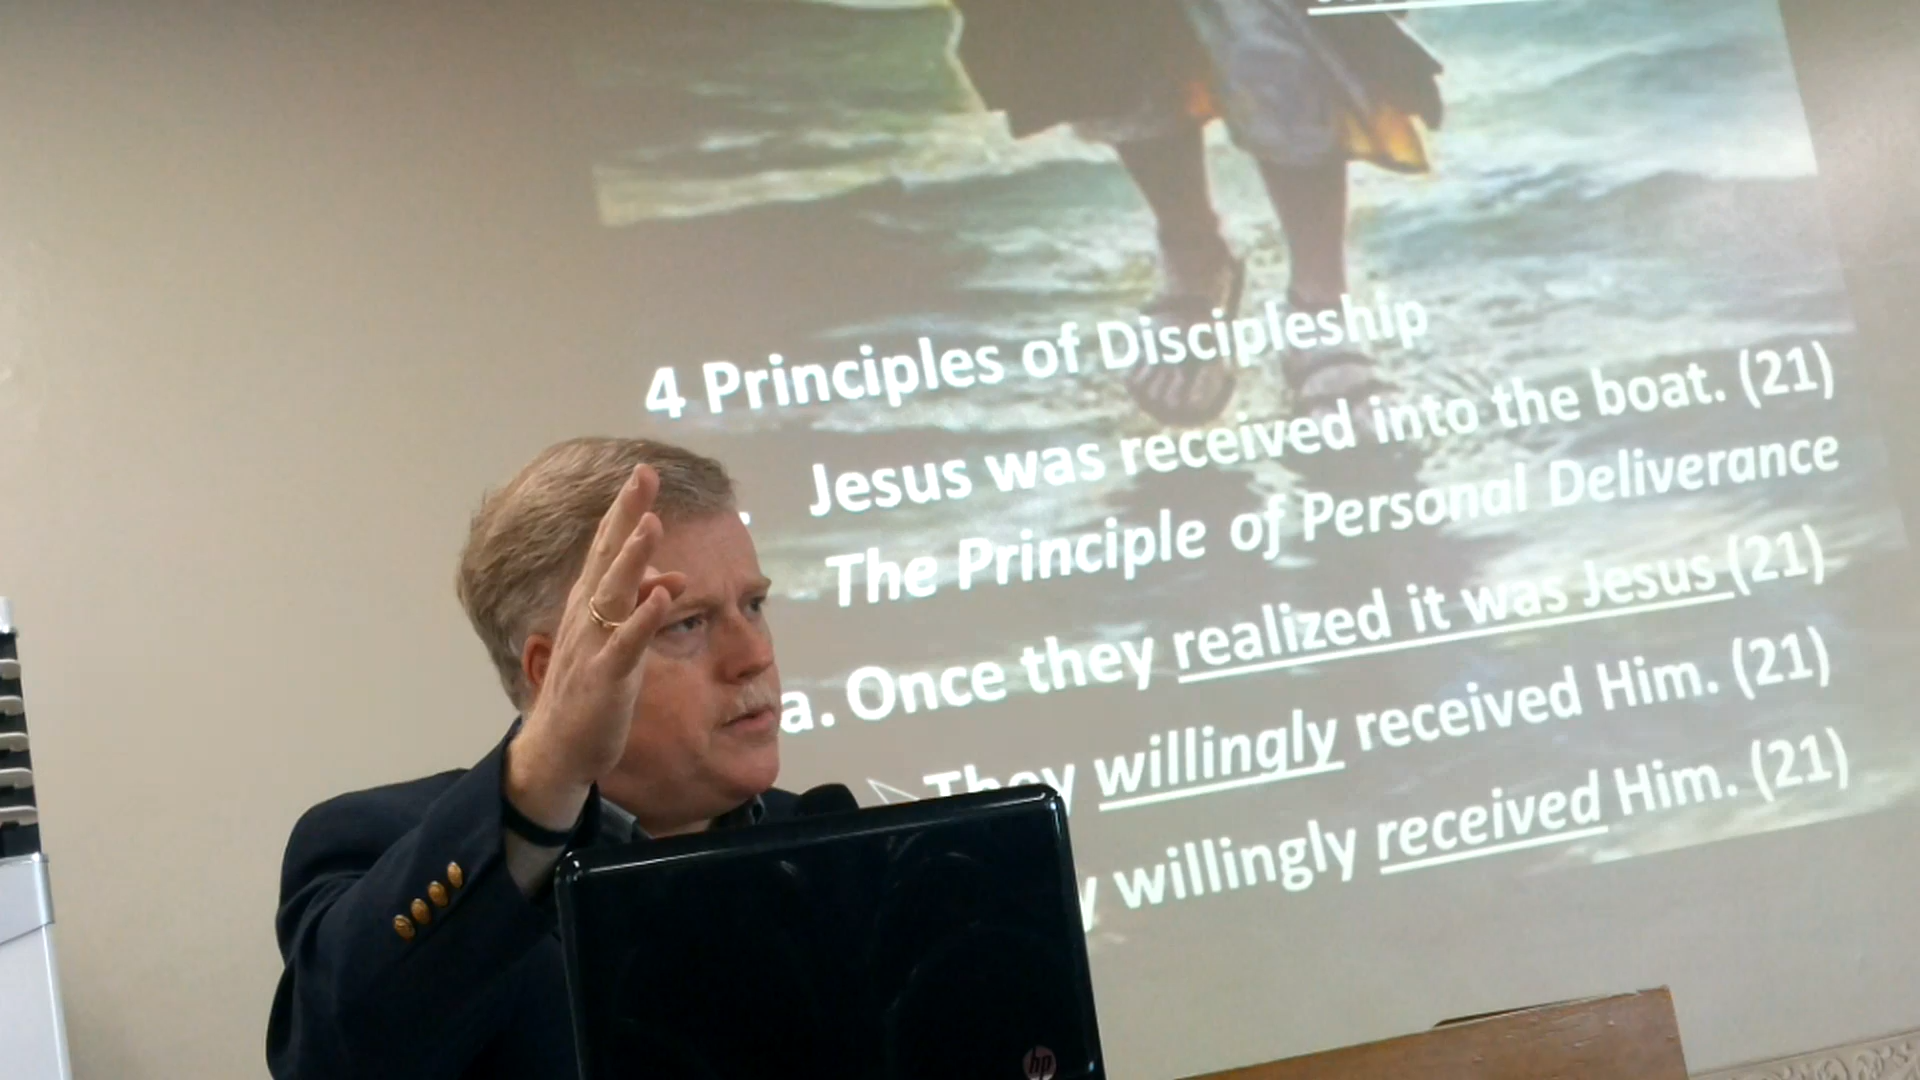 4 Principles of Discipleship
. Jesus was received into the boat. (21)
The Principle of Personal Deliverance
a. Once they realized it was Jesus (21)
They willingly received Him. (21)
y willingly received Him. (21)
hp